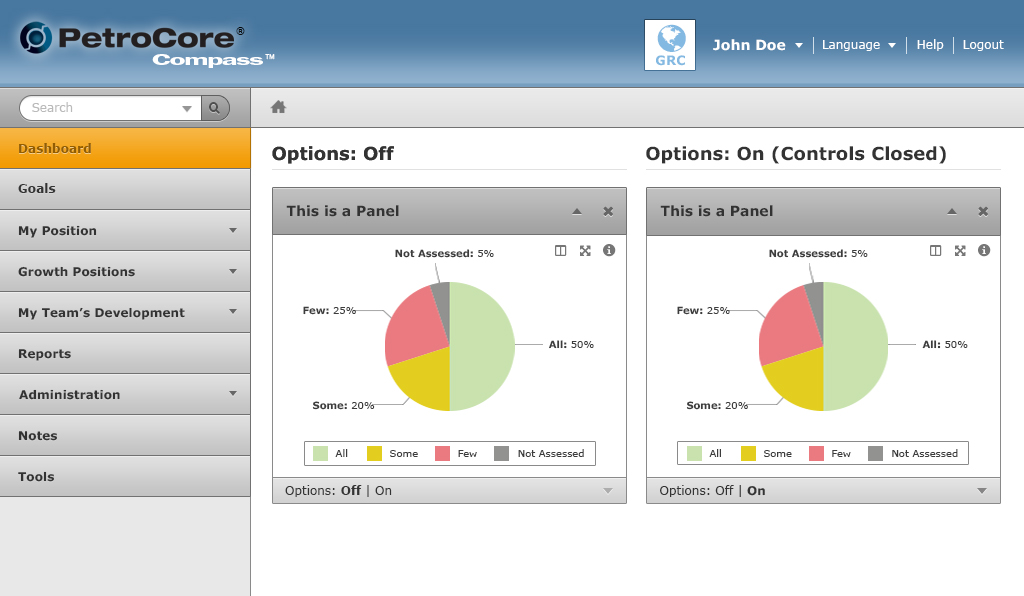 PetroCore®
Compass™
GRC
John Doe
Language
Help
Logout
Search
Dashboard
Goals
My Position
Growth Positions
My Team's Development
Reports
Administration
Notes
Tools
Options: Off
This is a Panel
Not Assessed: 5%
Few: 25%
All: 50%
Some: 20%
All Some Few Not Assessed
Options: Off | On
Options: On (Controls Closed)
This is a Panel
Not Assessed: 5%
Few: 25%
All: 50%
Some: 20%
All Some Few Not Assessed
Options: Off | On